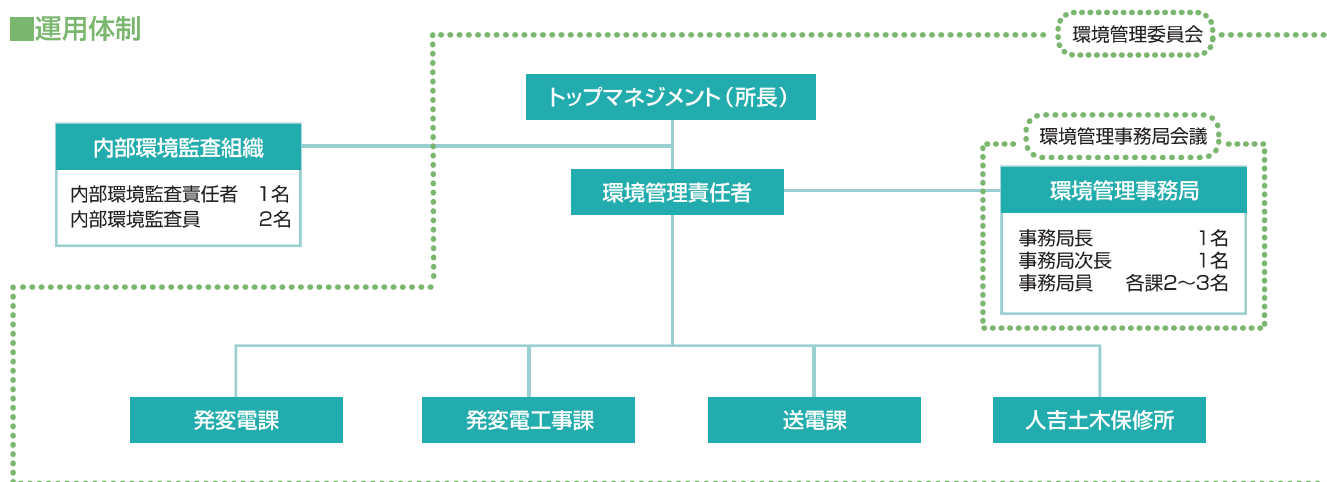 ■運用体制
環境管理委員会
トップマネジメント（所長）
内部環境監査組織
内部環境監査責任者 1名
内部環境監査員 2名
環境管理責任者
環境管理事務局会議
環境管理事務局
事務局長 1名
事務局次長 1名
事務局員 各課2〜3名
発変電課
発変電工事課
送電課
人吉土木保修所